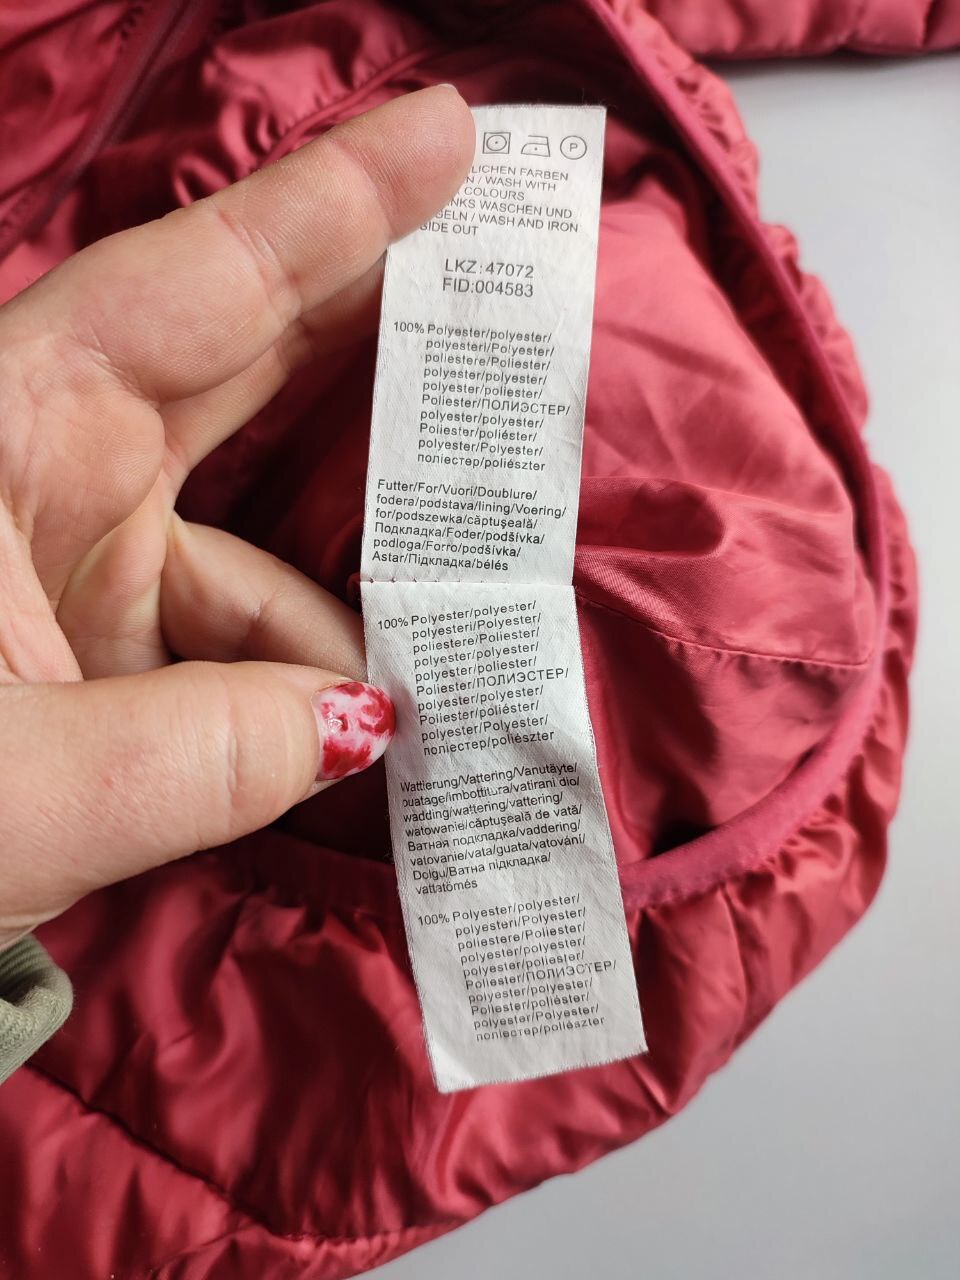 P
LICHEN FARBEN
/ WASH WITH
COLOURS
INKS WASCHEN UND
GELN / WASH AND IRON
SIDE OUT
LKZ:47072
FID:004583
100% Polyester/polyester/
polyesteri/Polyester/
poliestere/Poliester/
polyester/polyester/
polyester/poliester/
Poliester/ПОЛИЭСТЕР/
polyester/polyester/
Poliester/poliéster/
polyester/Polyester/
поліестер/poliészter
Futter/For/Vuori/Doublure/
fodera/podstava/lining/Voering/
for/podszewka/căptuşeală/
Подкладка/Foder/podšívka/
podloga/Forro/podšívka/
Astar/Підкладка/bélés
100% Polyester/polyester/
polyesteri/Polyester/
poliestere/Poliester/
polyester/polyester/
polyester/poliester/
Poliester/ПОЛИЭСТЕР/
polyester/polyester/
Poliester/poliéster/
polyester/Polyester/
поліестер/poliészter
Wattierung/Vattering/Vanutäyte/
ouatage/imbottitura/vatirani dio/
wadding/wattering/vattering/
watowanie/căptuşeală de vată/
Ватная подкладка/vaddering/
vatovanie/vata/guata/vatování/
Dolgu/Ватна підкладка/
vattatömés
100% Polyester/polyester/
polyesteri/Polyester/
poliestere/Poliester/
polyester/polyester/
polyester/poliester/
Poliester/ПОЛИЭСТЕР/
polyester/polyester/
Poliester/poliéster/
polyester/Polyester/
поліестер/poliészter